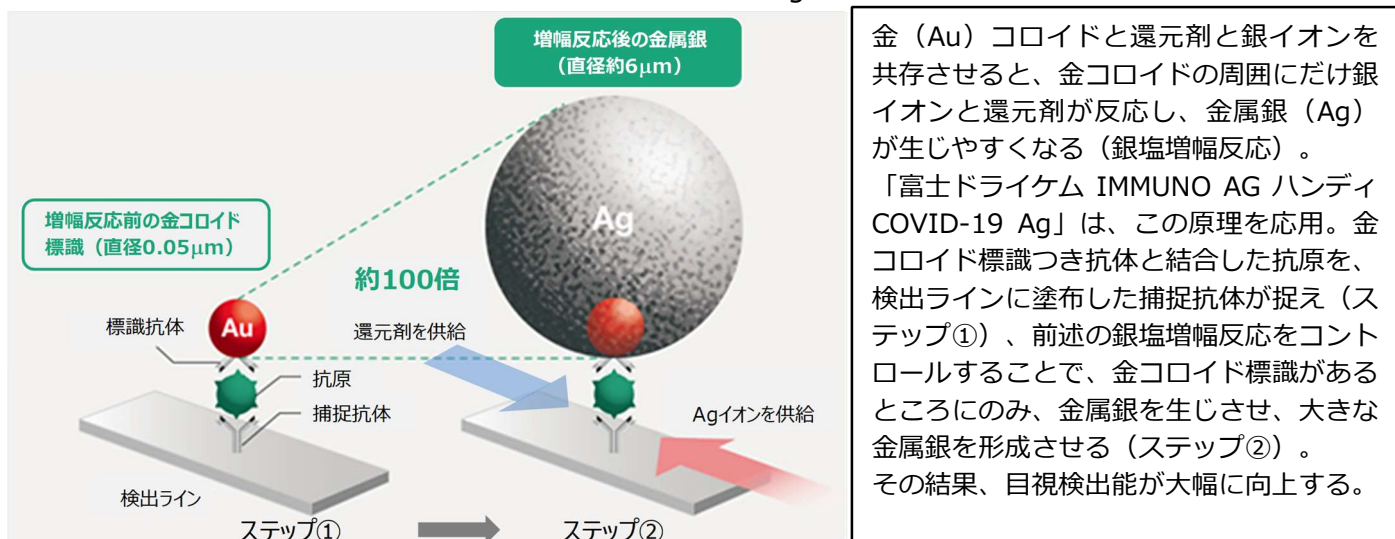 増幅反応後の金属銀
（直径約6μm）
Ag
増幅反応前の金コロイド
標識（直径0.05μm）
約100倍
標識抗体
Au
還元剤を供給
抗原
捕捉抗体
Agイオンを供給
検出ライン
ステップ①
ステップ②
金（Au）コロイドと還元剤と銀イオンを
共存させると、金コロイドの周囲にだけ銀
イオンと還元剤が反応し、金属銀（Ag）
が生じやすくなる（銀塩増幅反応）。
「富士ドライケム IMMUNO AG ハンディ
COVID-19 Ag」は、この原理を応用。金
コロイド標識つき抗体と結合した抗原を、
検出ラインに塗布した捕捉抗体が捉え（ス
テップ①）、前述の銀塩増幅反応をコント
ロールすることで、金コロイド標識がある
ところにのみ、金属銀を生じさせ、大きな
金属銀を形成させる（ステップ②）。
その結果、目視検出能が大幅に向上する。